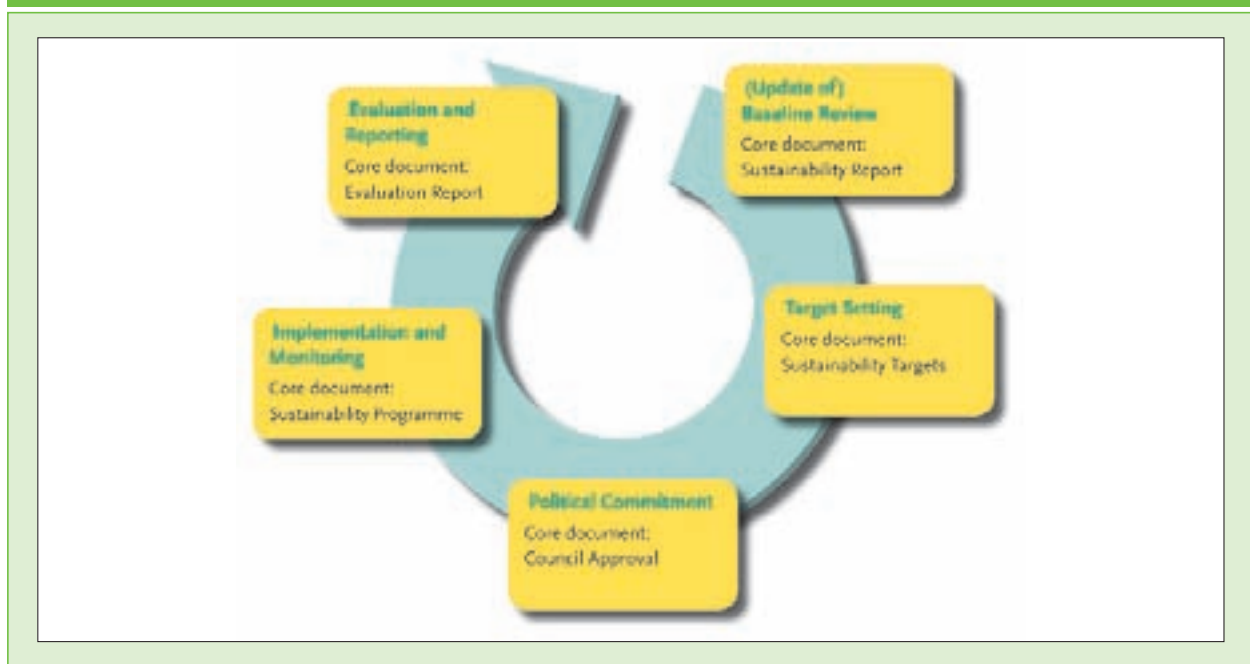 (Update of)
Baseline Review
Core document:
Sustainability Report
Target Setting
Core document:
Sustainability Targets
Political Commitment
Core document:
Council Approval
Implementation and
Monitoring
Core document:
Sustainability Programme
Evaluation and
Reporting
Core document:
Evaluation Report